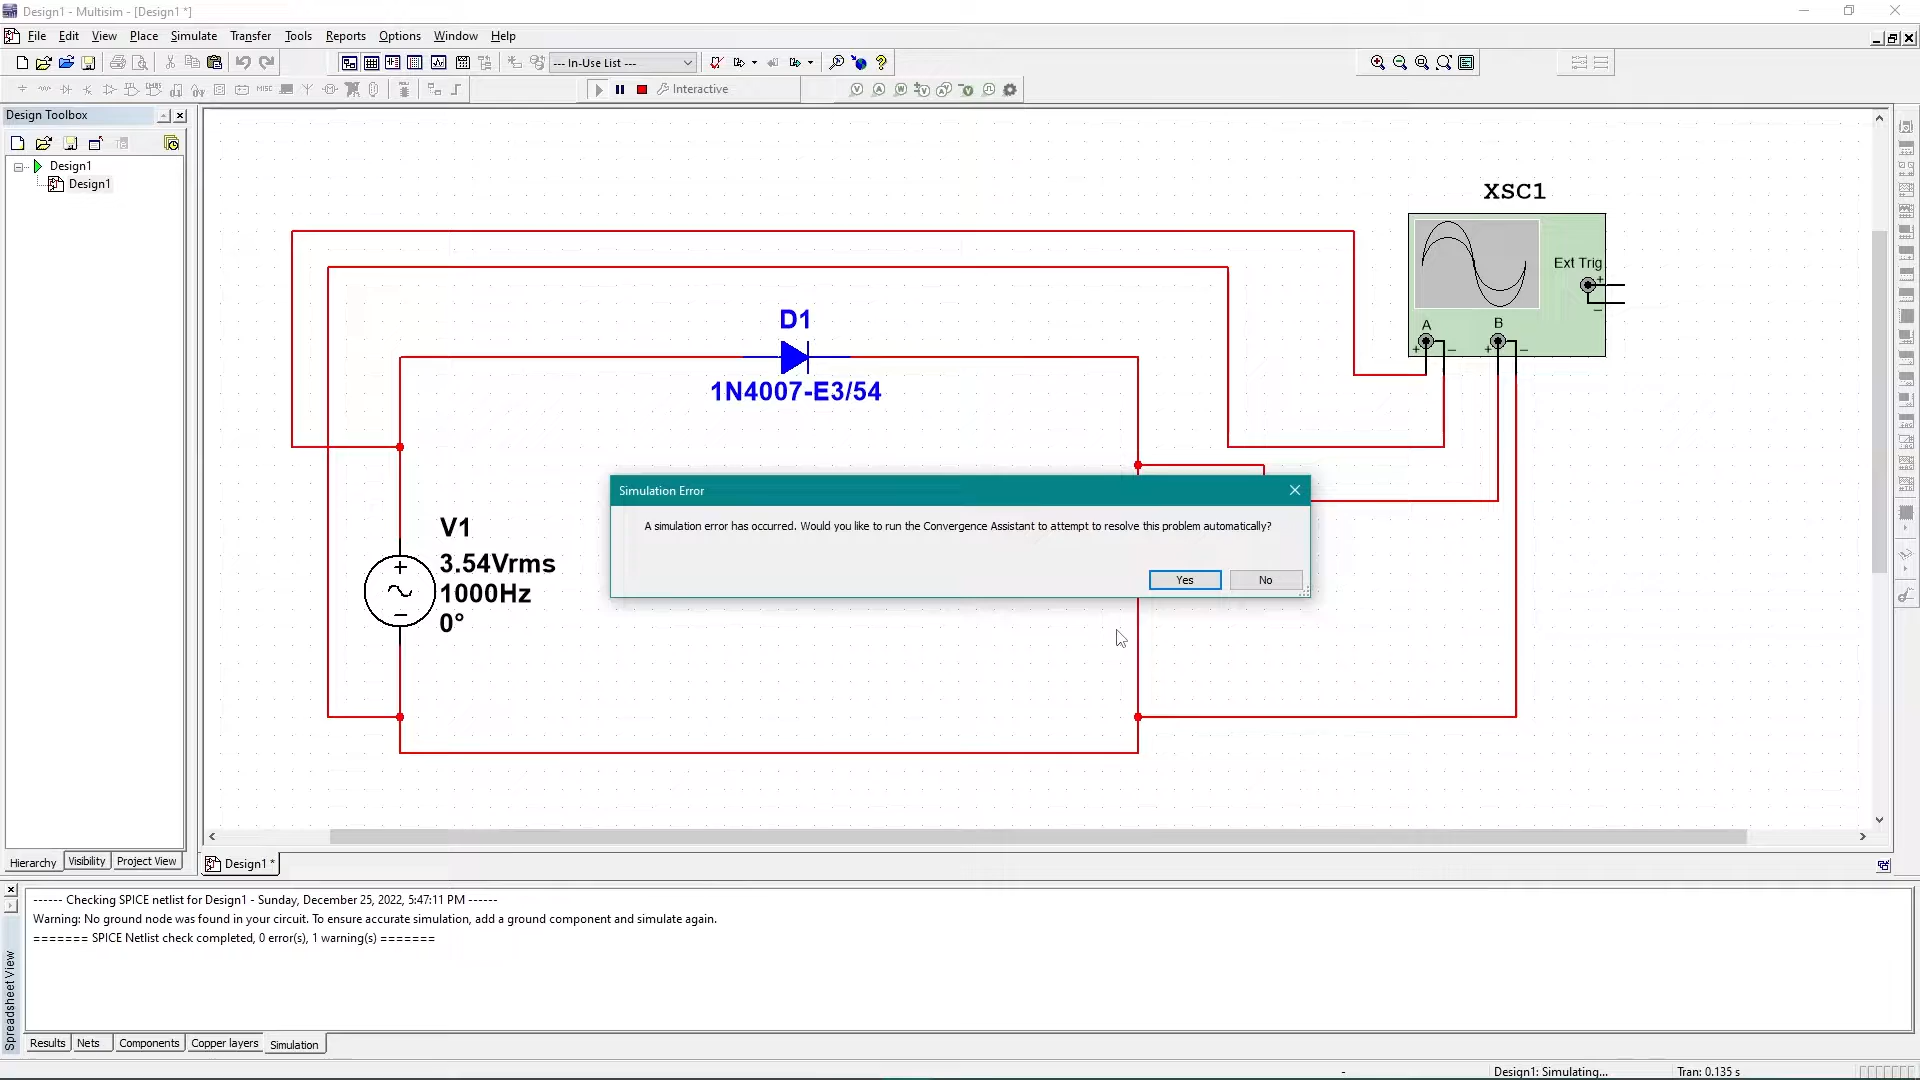 Design1 - Multisim - [Design1 *]
File Edit View Place Simulate Transfer Tools Reports Options Window Help
--- In-Use List ---
Interactive
Design Toolbox
Design1
Design1
XSC1
Ext Trig
A
B
D1
1N4007-E3/54
V1
3.54Vrms
1000Hz
0°
Simulation Error
A simulation error has occurred. Would you like to run the Convergence Assistant to attempt to resolve this problem automatically?
Yes No
Hierarchy Visibility Project View
Design1 *
------ Checking SPICE netlist for Design1 - Sunday, December 25, 2022, 5:47:11 PM ------
Warning: No ground node was found in your circuit. To ensure accurate simulation, add a ground component and simulate again.
======= SPICE Netlist check completed, 0 error(s), 1 warning(s) =======
Spreadsheet View
Results Nets Components Copper layers Simulation
- Design1: Simulating... Tran: 0.135 s